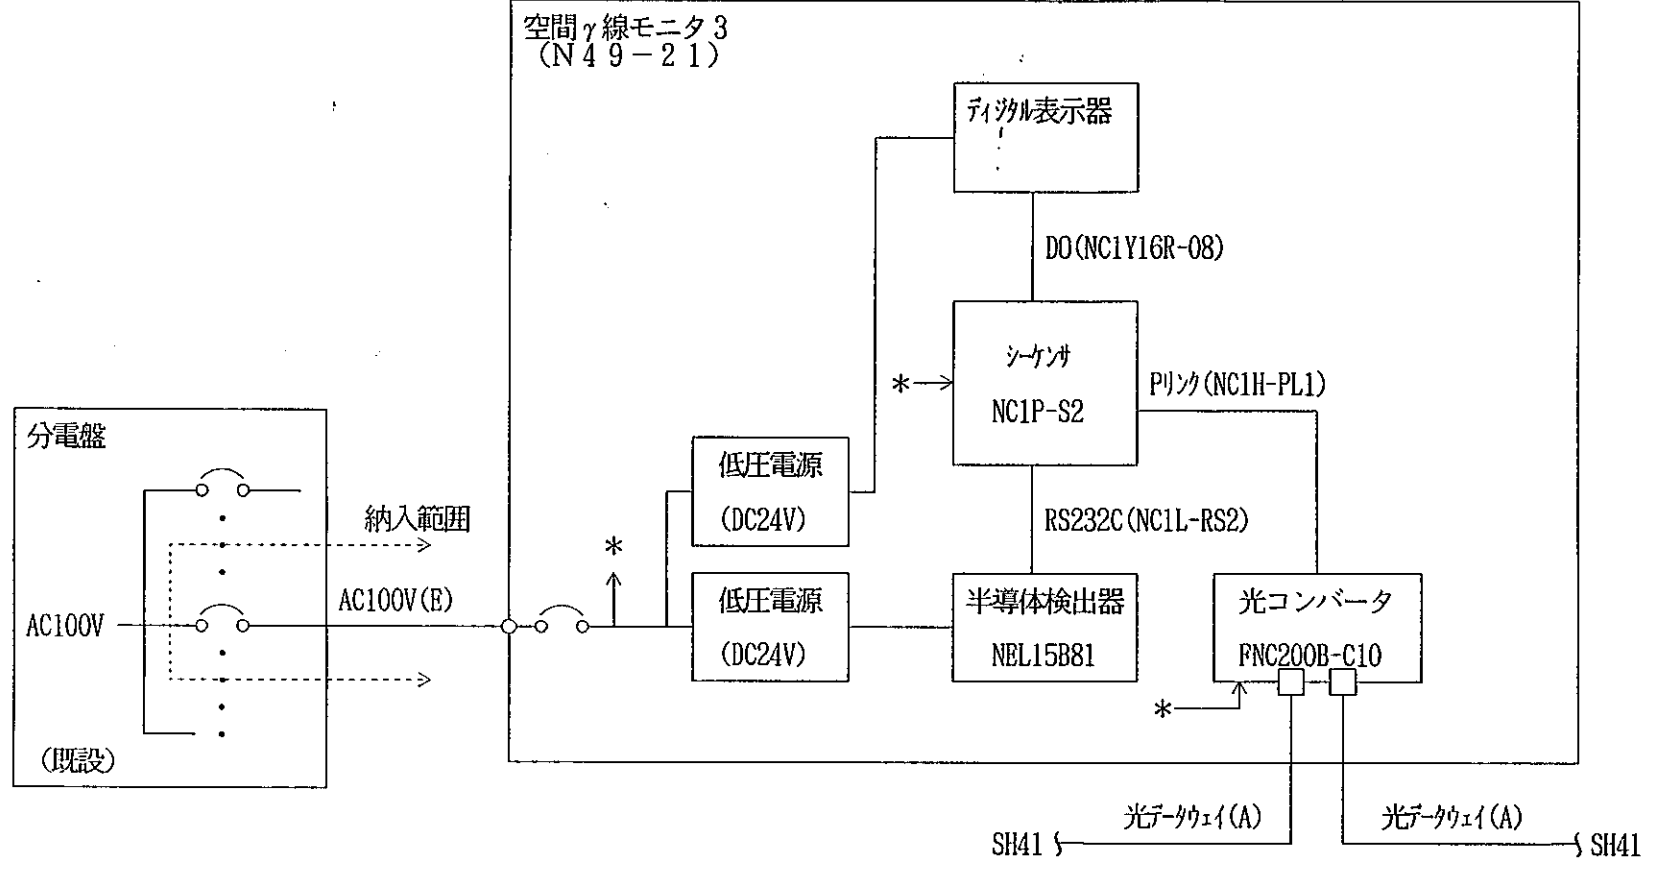 空間γ線モニタ3
(N49-21)
ディジタル表示器
DO(NC1Y16R-08)
シーケンサ
NC1P-S2
*
Pリンク(NC1H-PL1)
分電盤
低圧電源
(DC24V)
納入範囲
*
RS232C(NC1L-RS2)
AC100V
AC100V(E)
低圧電源
(DC24V)
半導体検出器
NEL15B81
光コンバータ
FNC200B-C10
*
(既設)
光データウェイ(A)
光データウェイ(A)
SH41
SH41